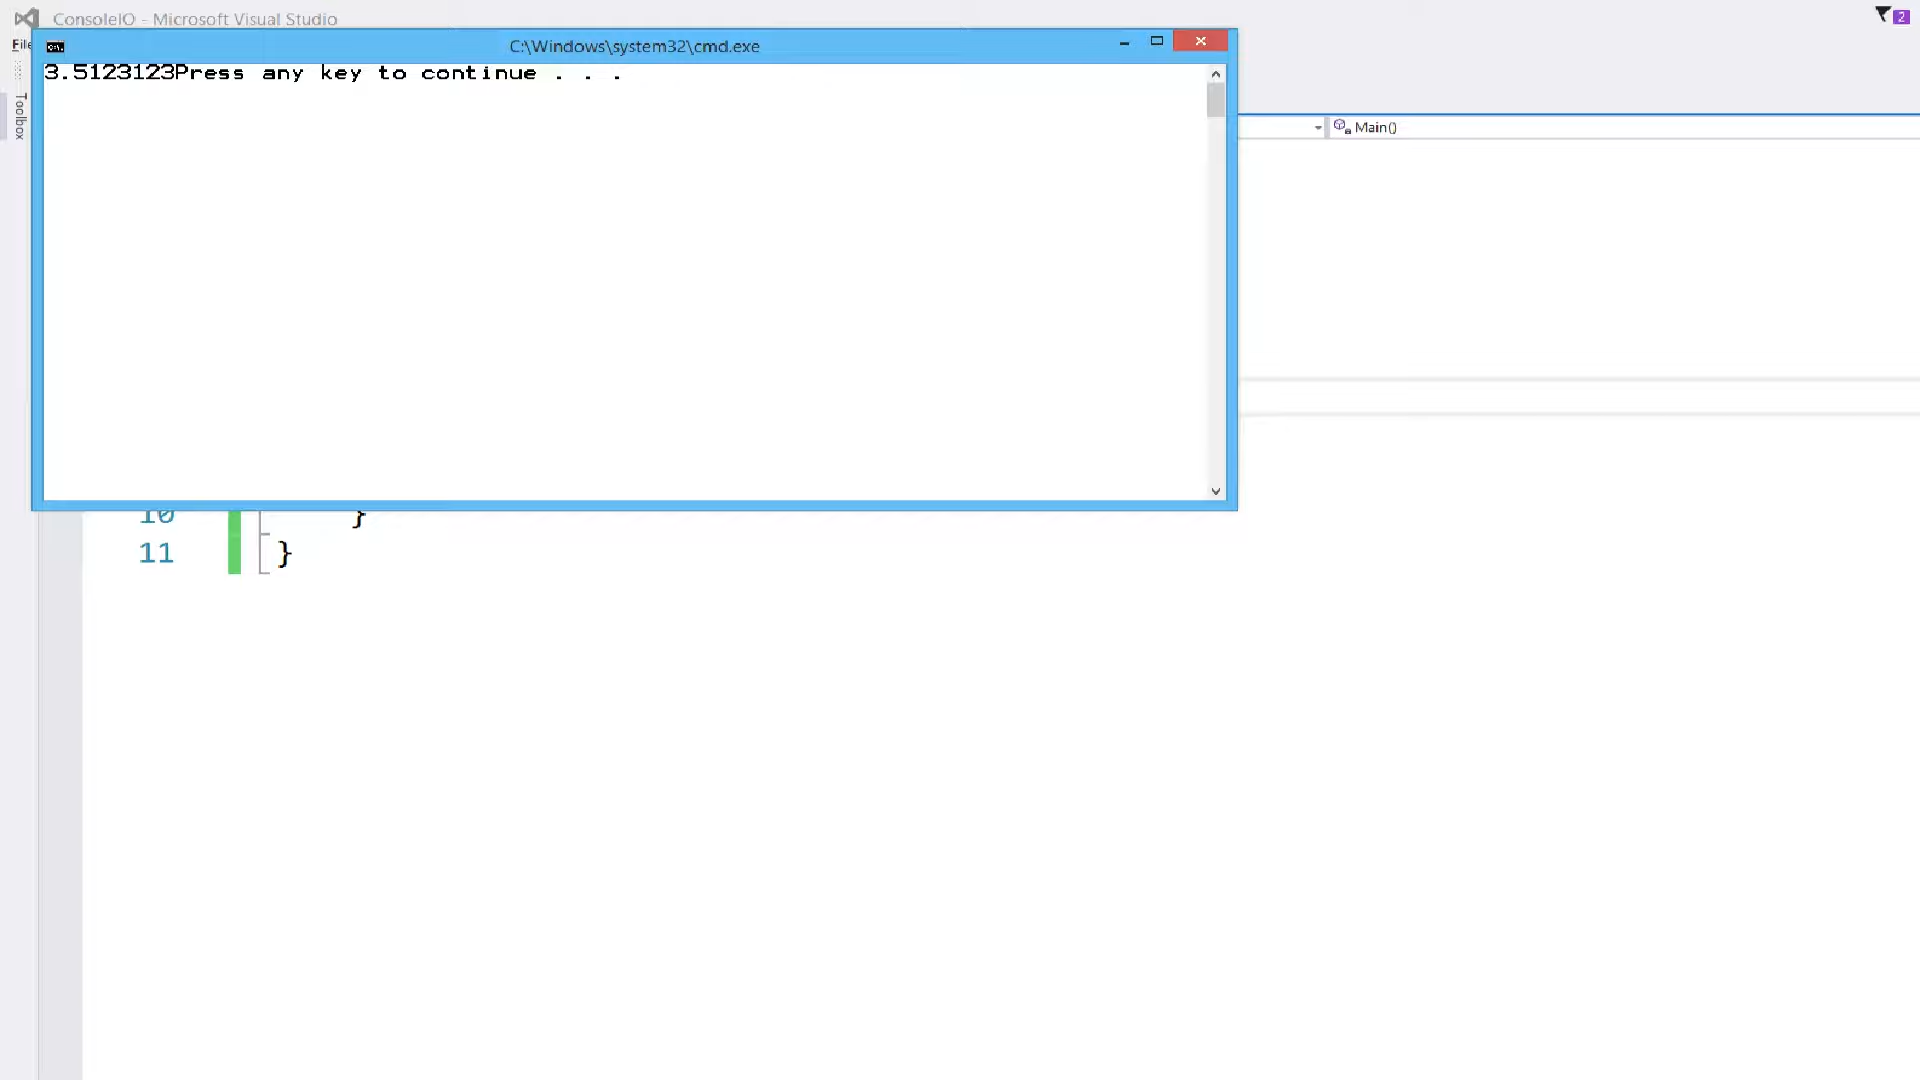 ConsoleIO - Microsoft Visual Studio
2
File
C:\Windows\system32\cmd.exe
3.5123123Press any key to continue . . .
Toolbox
Main()
10 }
11 }